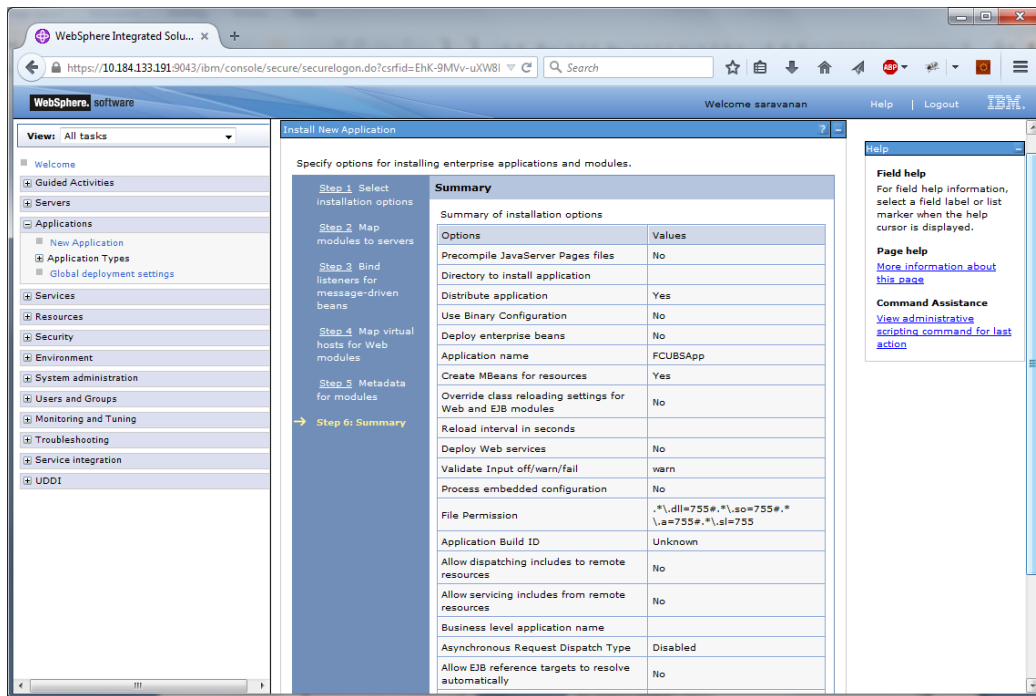 WebSphere Integrated Solu... × +
https://10.184.133.191:9043/ibm/console/secure/securelogon.do?csrfid=EhK-9MVv-uXW8I
Search
ABP
WebSphere. software
Welcome saravanan
Help | Logout
IBM.
View: All tasks
Welcome
Guided Activities
Servers
Applications
New Application
Application Types
Global deployment settings
Services
Resources
Security
Environment
System administration
Users and Groups
Monitoring and Tuning
Troubleshooting
Service integration
UDDI
Install New Application ? -
Specify options for installing enterprise applications and modules.
Step 1 Select
installation options
Step 2 Map
modules to servers
Step 3 Bind
listeners for
message-driven
beans
Step 4 Map virtual
hosts for Web
modules
Step 5 Metadata
for modules
Step 6: Summary
Summary
Summary of installation options
Options Values
Precompile JavaServer Pages files No
Directory to install application
Distribute application Yes
Use Binary Configuration No
Deploy enterprise beans No
Application name FCUBSApp
Create MBeans for resources Yes
Override class reloading settings for
Web and EJB modules No
Reload interval in seconds
Deploy Web services No
Validate Input off/warn/fail warn
Process embedded configuration No
File Permission .*\.dll=755#.*\.so=755#.*
\.a=755#.*\.sl=755
Application Build ID Unknown
Allow dispatching includes to remote
resources No
Allow servicing includes from remote
resources No
Business level application name
Asynchronous Request Dispatch Type Disabled
Allow EJB reference targets to resolve
automatically No
Help
Field help
For field help information,
select a field label or list
marker when the help
cursor is displayed.
Page help
More information about
this page
Command Assistance
View administrative
scripting command for last
action